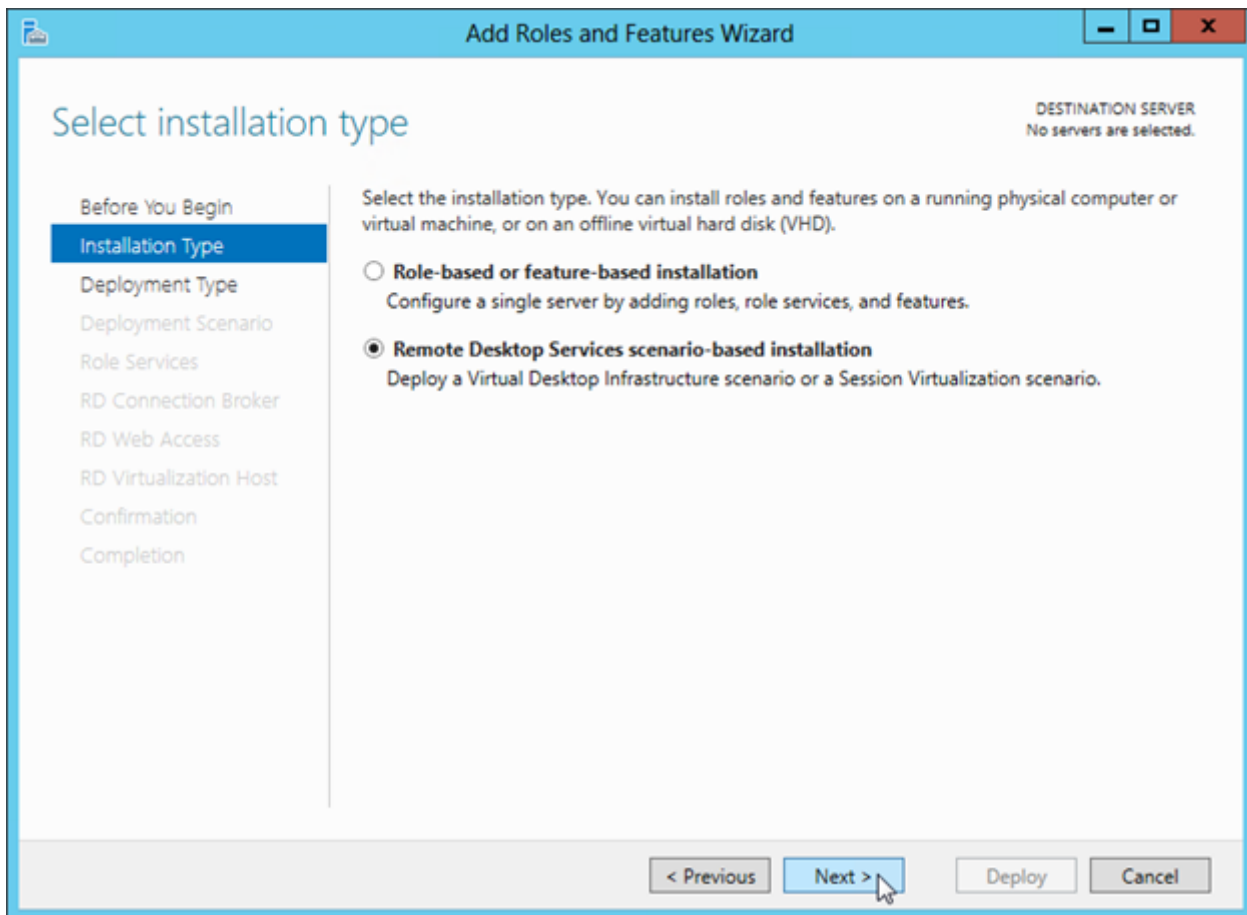 Add Roles and Features Wizard
Select installation type
DESTINATION SERVER
No servers are selected.
Before You Begin
Installation Type
Deployment Type
Deployment Scenario
Role Services
RD Connection Broker
RD Web Access
RD Virtualization Host
Confirmation
Completion
Select the installation type. You can install roles and features on a running physical computer or
virtual machine, or on an offline virtual hard disk (VHD).
Role-based or feature-based installation
Configure a single server by adding roles, role services, and features.
Remote Desktop Services scenario-based installation
Deploy a Virtual Desktop Infrastructure scenario or a Session Virtualization scenario.
< Previous
Next >
Deploy
Cancel